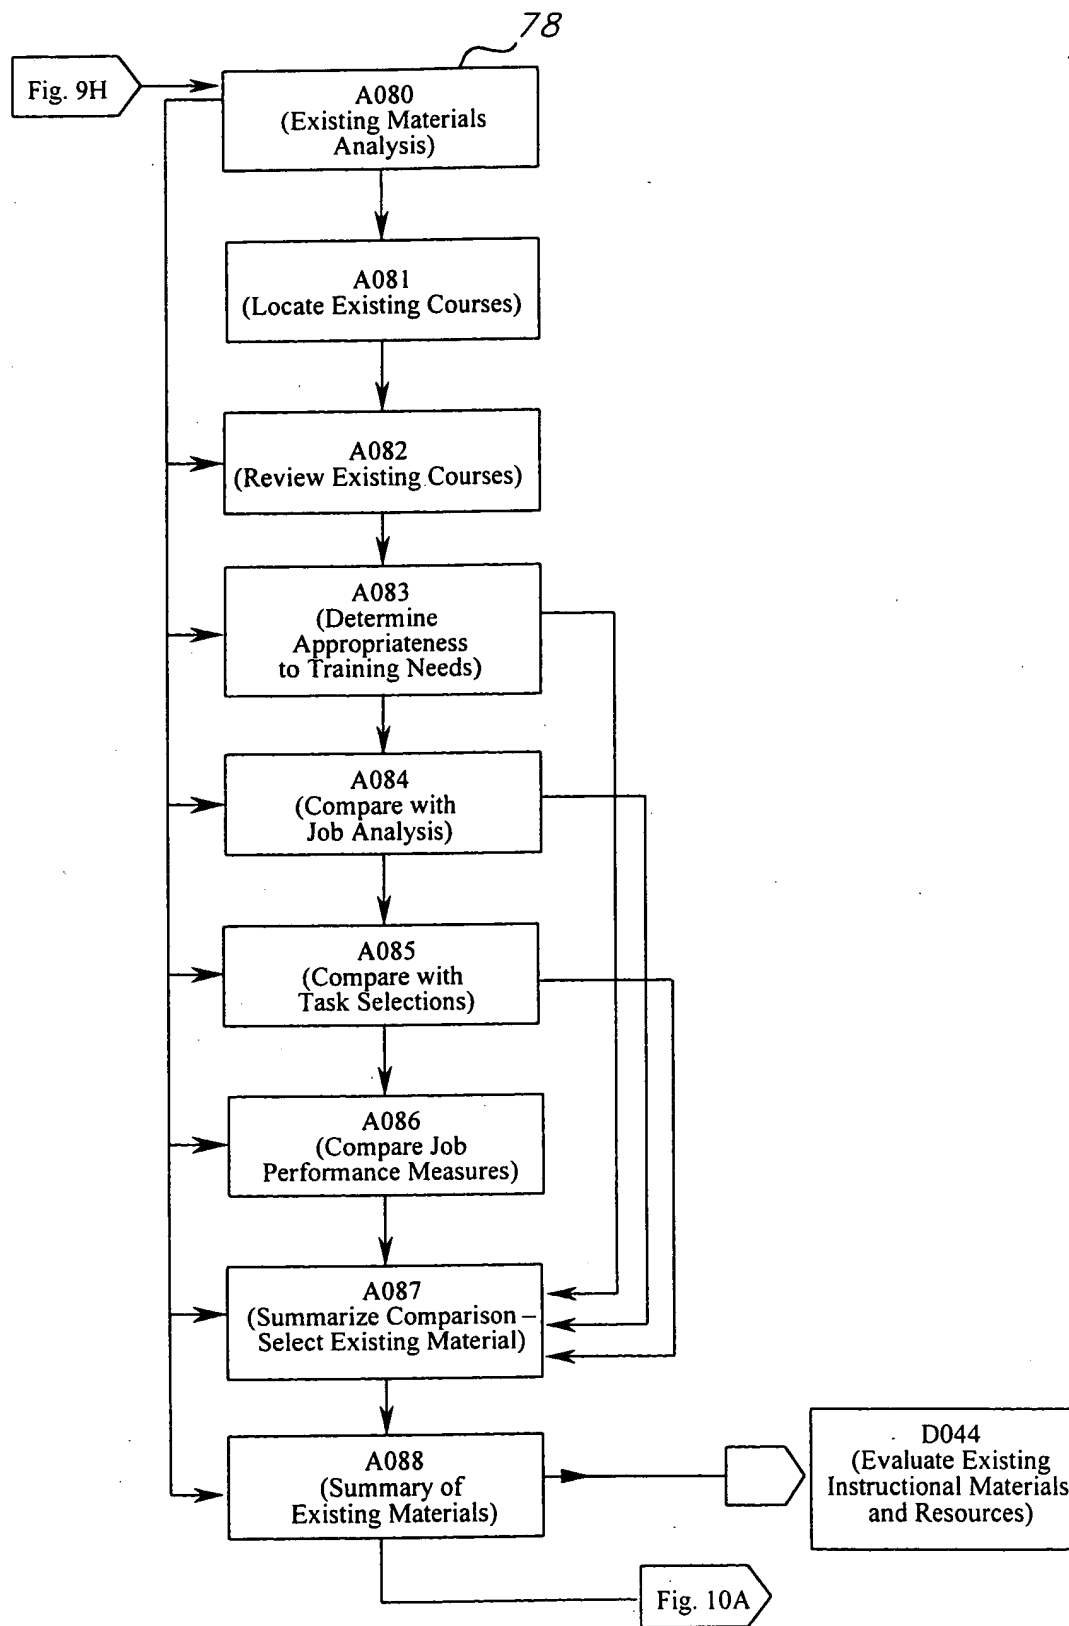 78
Fig. 9H
A080
(Existing Materials
Analysis)
A081
(Locate Existing Courses)
A082
(Review Existing Courses)
A083
(Determine
Appropriateness
to Training Needs)
A084
(Compare with
Job Analysis)
A085
(Compare with
Task Selections)
A086
(Compare Job
Performance Measures)
A087
(Summarize Comparison –
Select Existing Material)
A088
(Summary of
Existing Materials)
D044
(Evaluate Existing
Instructional Materials
and Resources)
Fig. 10A